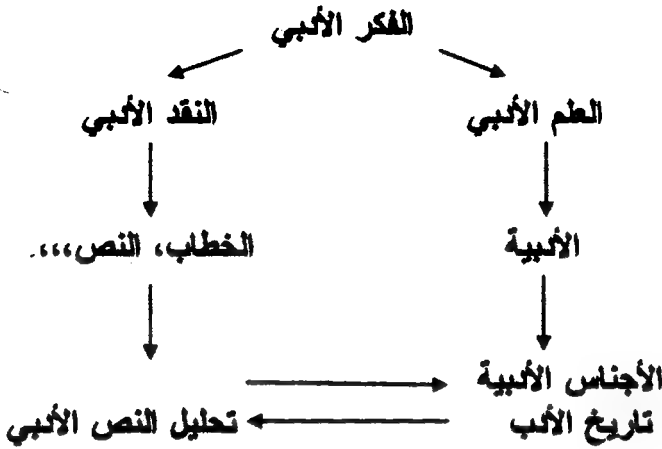 الفكر الأدبي
العلم الأدبي
النقد الأدبي
الأدبية
الخطاب، النص،،،.
الأجناس الأدبية
تاريخ الأدب
تحليل النص الأدبي